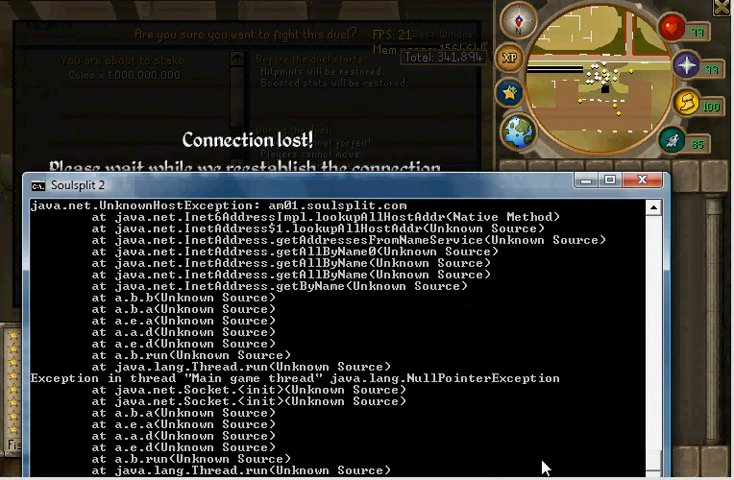 Are you sure you want to fight this duel?
FPS: 21
Close Window
Mem usage:
Total: 341,894
You are about to stake:
Coins x 1 000 000 000
Before the duel starts:
Hitpoints will be restored.
Boosted stats will be restored.
99
XP
99
100
85
Connection lost!
not forfeit!
Players cannot move.
Please wait while we reestablish the connection
Soulsplit 2
java.net.UnknownHostException: am01.soulsplit.com
at java.net.Inet6AddressImpl.lookupAllHostAddr(Native Method)
at java.net.InetAddress$1.lookupAllHostAddr(Unknown Source)
at java.net.InetAddress.getAddressesFromNameService(Unknown Source)
at java.net.InetAddress.getAllByName0(Unknown Source)
at java.net.InetAddress.getAllByName(Unknown Source)
at java.net.InetAddress.getAllByName(Unknown Source)
at java.net.InetAddress.getByName(Unknown Source)
at a.b.b(Unknown Source)
at a.b.a(Unknown Source)
at a.e.a(Unknown Source)
at a.a.d(Unknown Source)
at a.e.d(Unknown Source)
at a.b.run(Unknown Source)
at java.lang.Thread.run(Unknown Source)
Exception in thread "Main game thread" java.lang.NullPointerException
at java.net.Socket.<init>(Unknown Source)
at java.net.Socket.<init>(Unknown Source)
at a.b.a(Unknown Source)
at a.e.a(Unknown Source)
at a.a.d(Unknown Source)
at a.e.d(Unknown Source)
at a.b.run(Unknown Source)
at java.lang.Thread.run(Unknown Source)